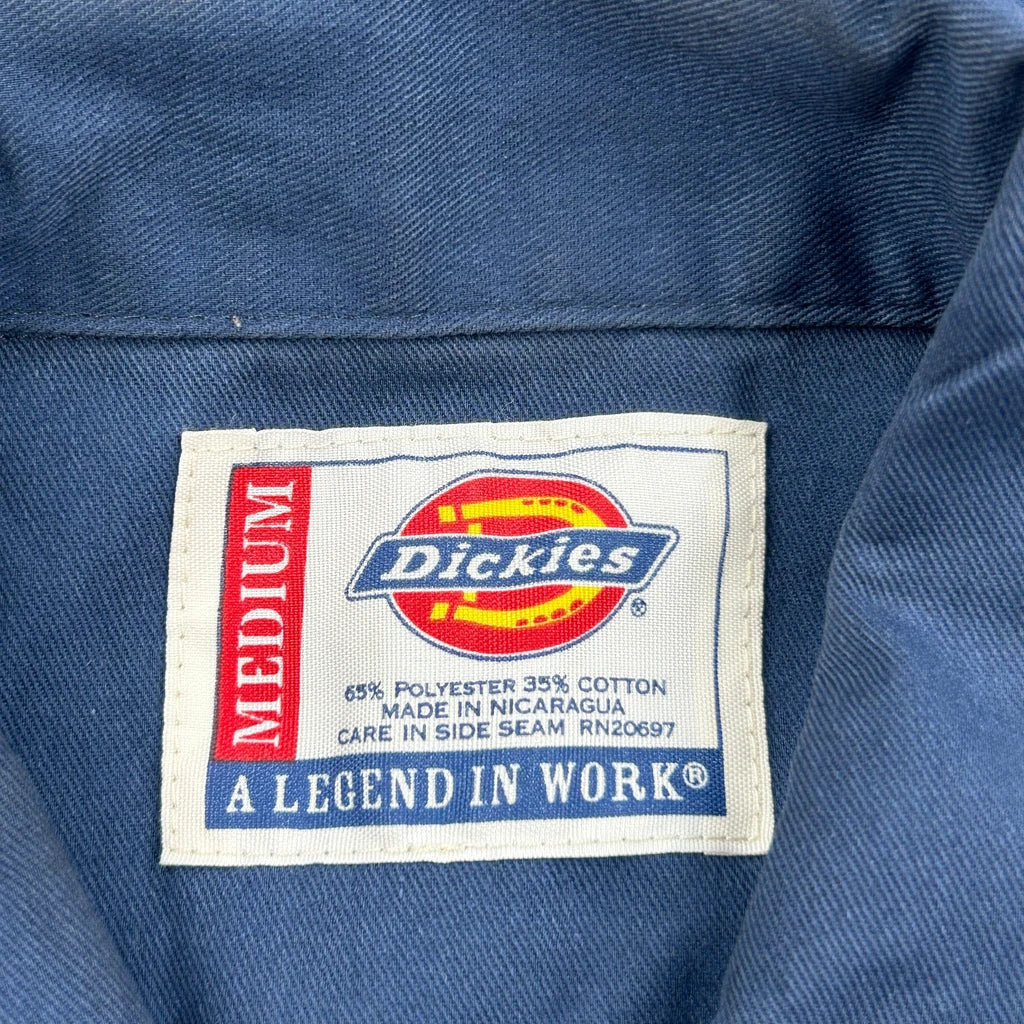 MEDIUM
Dickies®
65% POLYESTER 35% COTTON
MADE IN NICARAGUA
CARE IN SIDE SEAM RN20697
A LEGEND IN WORK®